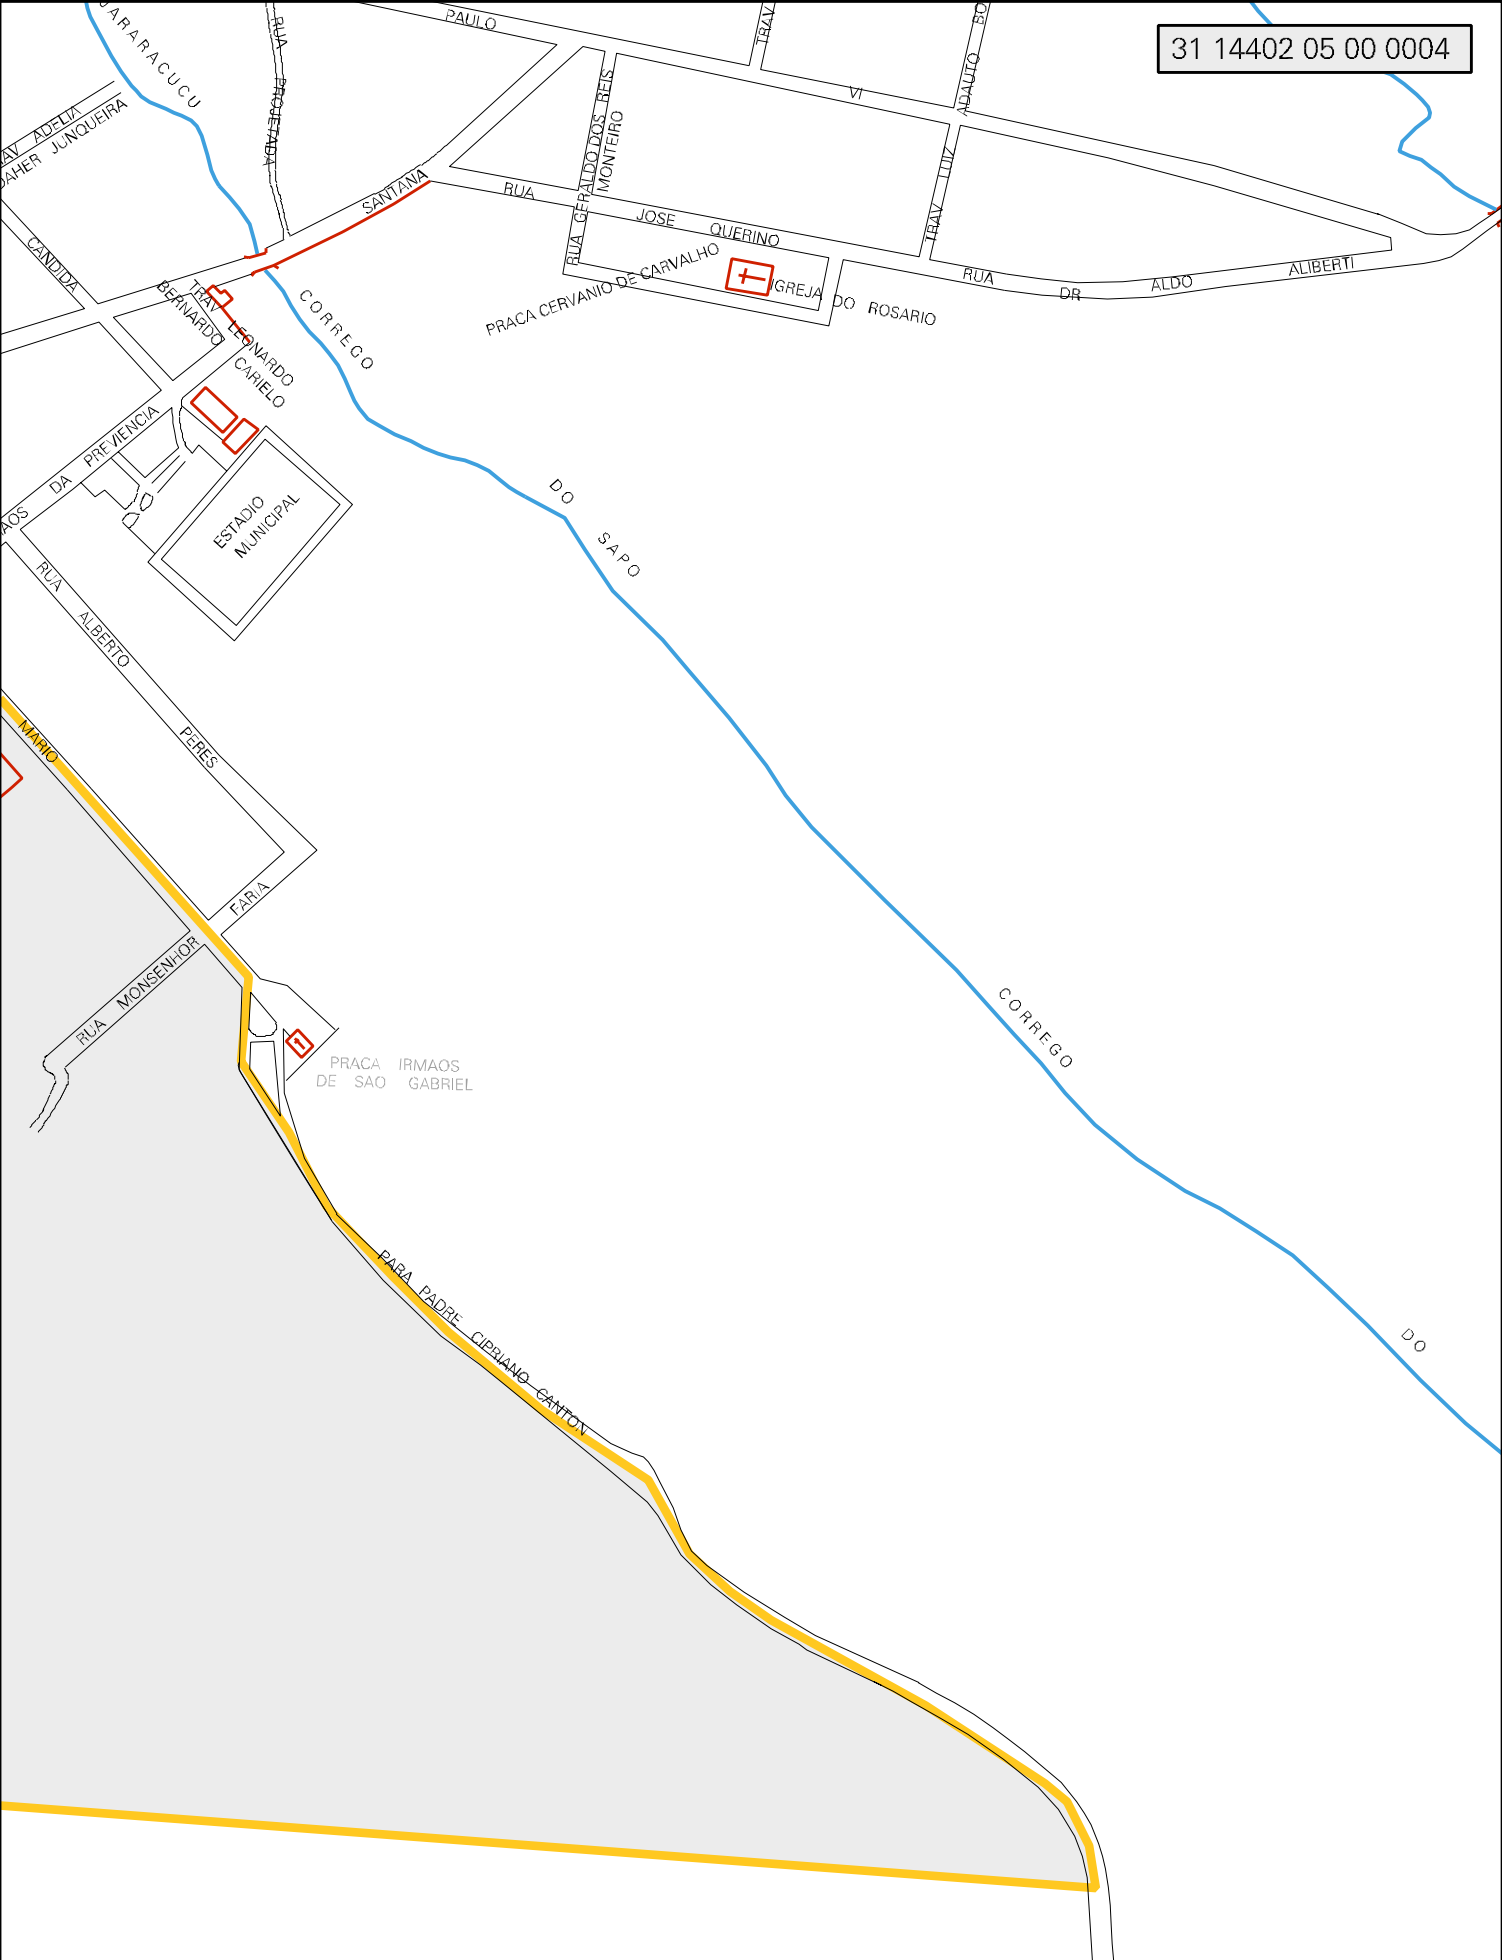 31 14402 05 00 0004
PAULO
VI
TRAV
ADAUTO BO
JARARACUCU
RUA PROJETADA
ADELIA
DAHER JUNQUEIRA
SANTANA
RUA GERALDO DOS REIS
MONTEIRO
RUA JOSE QUERINO
TRAV LUIZ
RUA DR ALDO ALIBERTI
PRACA CERVANIO DE CARVALHO
IGREJA DO ROSARIO
CANDIDA
TRAV LEONARDO
BERNARDO CARIELO
CORREGO DO SAPO
DA PREVIENCIA
ESTADIO
MUNICIPAL
RUA ALBERTO PERES
MARIO
RUA MONSENHOR FARIA
PRACA IRMAOS
DE SAO GABRIEL
CORREGO DO
PARA PADRE CIPRIANO CANTON